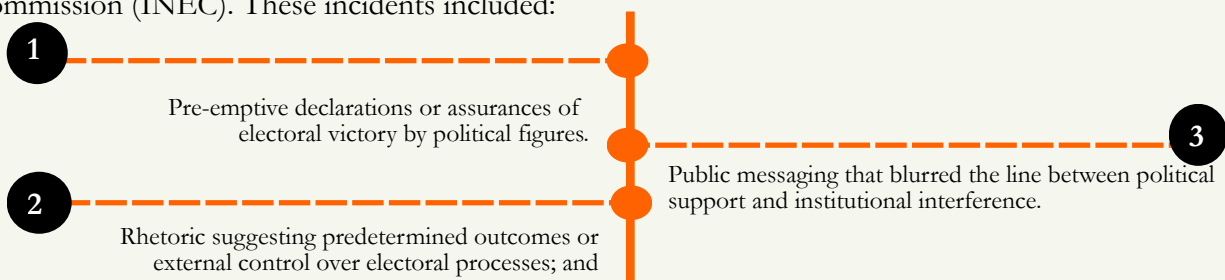 ommission (INEC). These incidents included:
1
Pre-emptive declarations or assurances of
electoral victory by political figures.
2
Rhetoric suggesting predetermined outcomes or
external control over electoral processes; and
3
Public messaging that blurred the line between political
support and institutional interference.